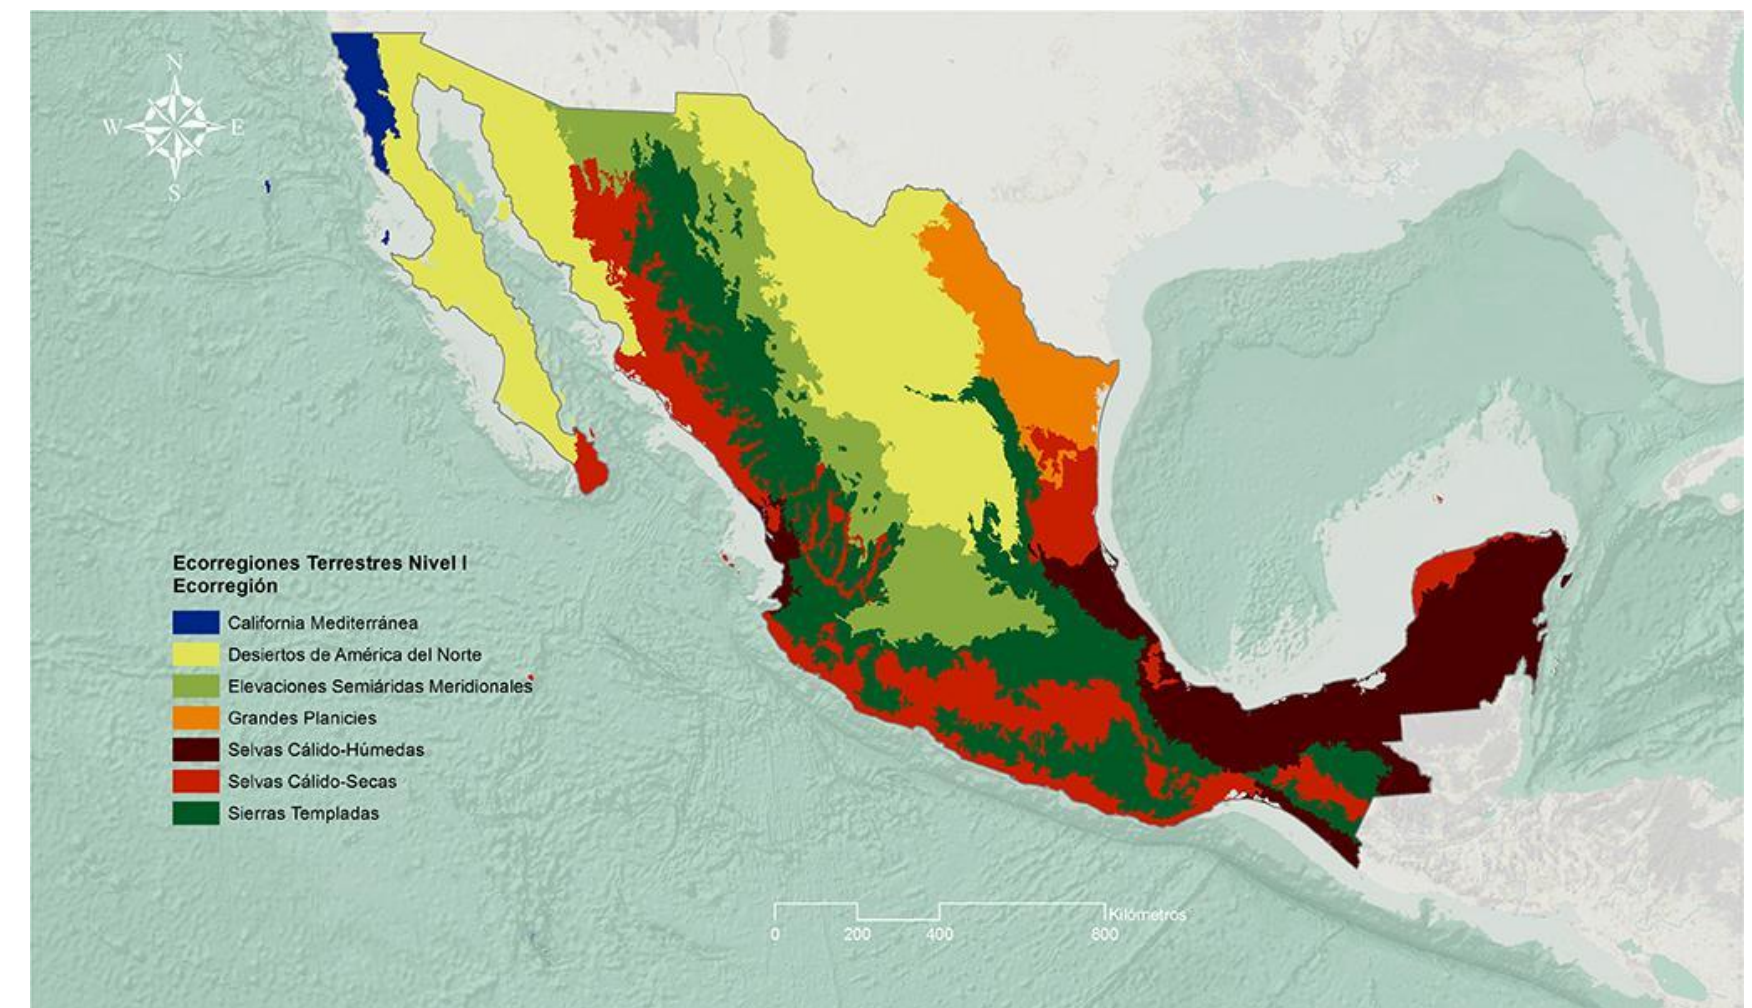 N
W E
S
Ecorregiones Terrestres Nivel I
Ecorregión
California Mediterránea
Desiertos de América del Norte
Elevaciones Semiáridas Meridionales
Grandes Planicies
Selvas Cálido-Húmedas
Selvas Cálido-Secas
Sierras Templadas
Kilómetros
0 200 400 800